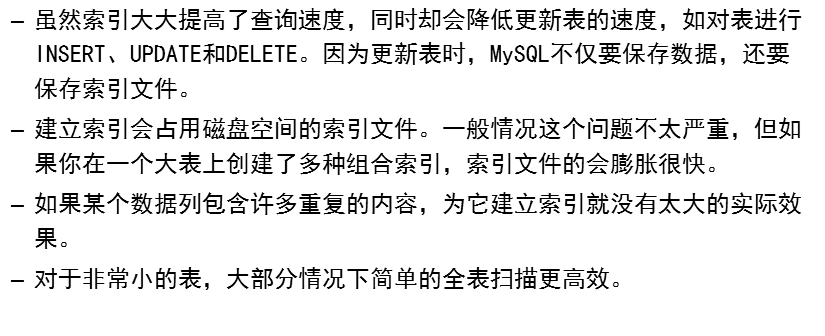 – 虽然索引大大提高了查询速度，同时却会降低更新表的速度，如对表进行
INSERT、UPDATE和DELETE。因为更新表时，MySQL不仅要保存数据，还要
保存索引文件。
– 建立索引会占用磁盘空间的索引文件。一般情况这个问题不太严重，但如
果你在一个大表上创建了多种组合索引，索引文件的会膨胀很快。
– 如果某个数据列包含许多重复的内容，为它建立索引就没有太大的实际效
果。
– 对于非常小的表，大部分情况下简单的全表扫描更高效。